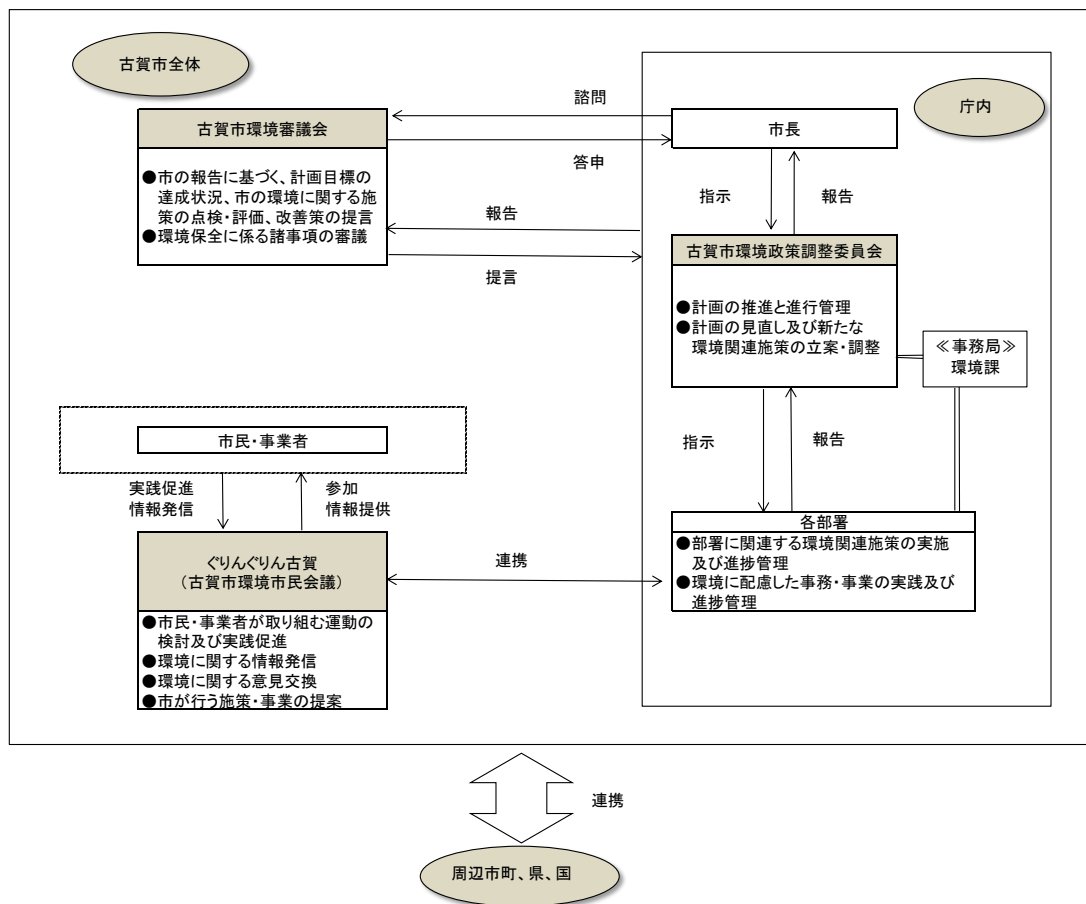 古賀市全体
庁内
諮問
古賀市環境審議会
市長
答申
●市の報告に基づく、計画目標の
達成状況、市の環境に関する施
策の点検・評価、改善策の提言
●環境保全に係る諸事項の審議
指示
報告
報告
提言
古賀市環境政策調整委員会
●計画の推進と進行管理
●計画の見直し及び新たな
環境関連施策の立案・調整
≪事務局≫
環境課
市民・事業者
指示
報告
実践促進
情報発信
参加
情報提供
各部署
●部署に関連する環境関連施策の実施
及び進捗管理
●環境に配慮した事務・事業の実践及び
進捗管理
ぐりんぐりん古賀
（古賀市環境市民会議）
連携
●市民・事業者が取り組む運動の
検討及び実践促進
●環境に関する情報発信
●環境に関する意見交換
●市が行う施策・事業の提案
連携
周辺市町、県、国